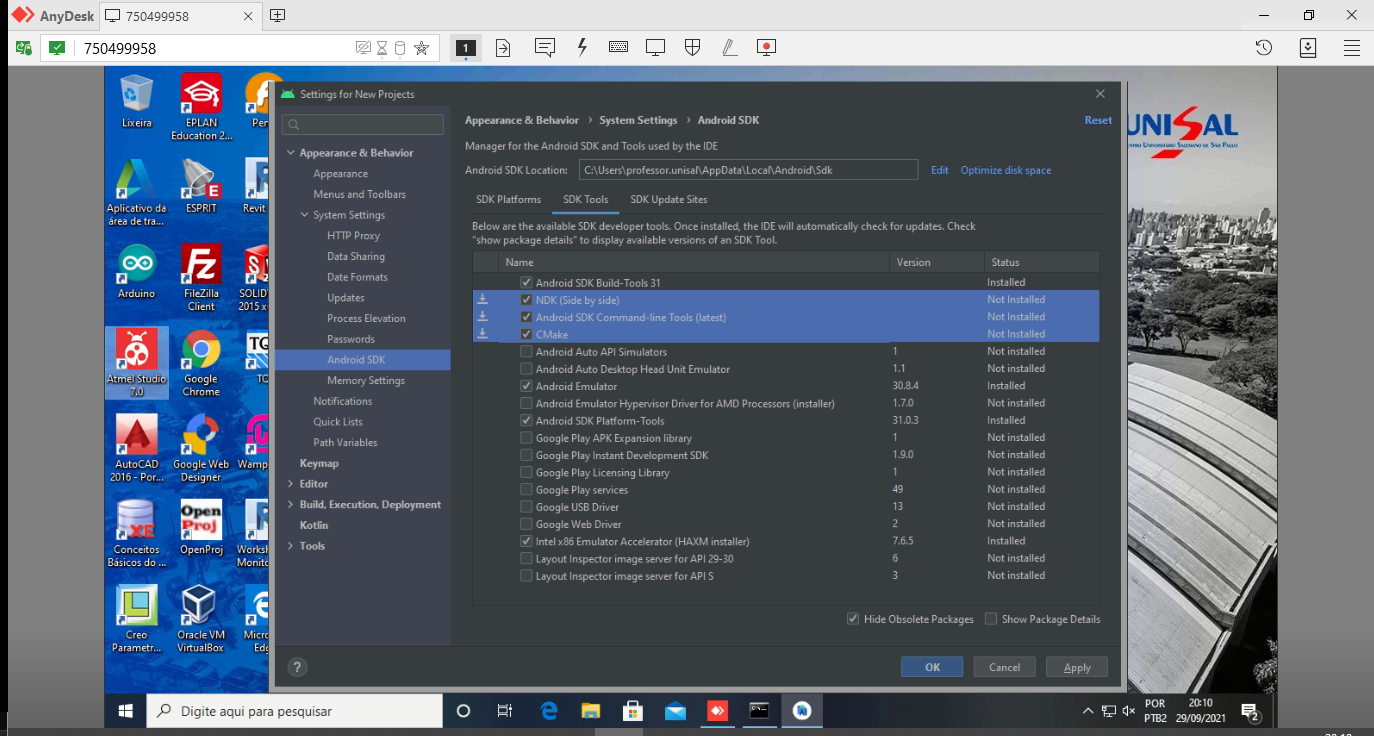 AnyDesk
750499958
750499958
1
Lixeira
EPLAN
Education 2...
Per
Aplicativo da
área de tra...
ESPRIT
Revit
Arduino
FileZilla
Client
SOLID
2015 x
Atmel Studio
7.0
Google
Chrome
TC
AutoCAD
2016 - Por...
Google Web
Designer
Wamp
Conceitos
Básicos do ...
OpenProj
Worksh
Monito
Creo
Parametr...
Oracle VM
VirtualBox
Micro
Edg
Settings for New Projects
Appearance & Behavior
Appearance
Menus and Toolbars
System Settings
HTTP Proxy
Data Sharing
Date Formats
Updates
Process Elevation
Passwords
Android SDK
Memory Settings
Notifications
Quick Lists
Path Variables
Keymap
Editor
Build, Execution, Deployment
Kotlin
Tools
Appearance & Behavior › System Settings › Android SDK
Reset
Manager for the Android SDK and Tools used by the IDE
Android SDK Location: C:\Users\professor.unisal\AppData\Local\Android\Sdk Edit Optimize disk space
SDK Platforms SDK Tools SDK Update Sites
Below are the available SDK developer tools. Once installed, the IDE will automatically check for updates. Check
"show package details" to display available versions of an SDK Tool.
Name Version Status
Android SDK Build-Tools 31 Installed
NDK (Side by side) Not Installed
Android SDK Command-line Tools (latest) Not Installed
CMake Not Installed
Android Auto API Simulators 1 Not installed
Android Auto Desktop Head Unit Emulator 1.1 Not installed
Android Emulator 30.8.4 Installed
Android Emulator Hypervisor Driver for AMD Processors (installer) 1.7.0 Not installed
Android SDK Platform-Tools 31.0.3 Installed
Google Play APK Expansion library 1 Not installed
Google Play Instant Development SDK 1.9.0 Not installed
Google Play Licensing Library 1 Not installed
Google Play services 49 Not installed
Google USB Driver 13 Not installed
Google Web Driver 2 Not installed
Intel x86 Emulator Accelerator (HAXM installer) 7.6.5 Installed
Layout Inspector image server for API 29-30 6 Not installed
Layout Inspector image server for API S 3 Not installed
Hide Obsolete Packages Show Package Details
? OK Cancel Apply
UNISAL
Centro Universitário Salesiano de São Paulo
Digite aqui para pesquisar
POR
PTB2
20:10
29/09/2021
2